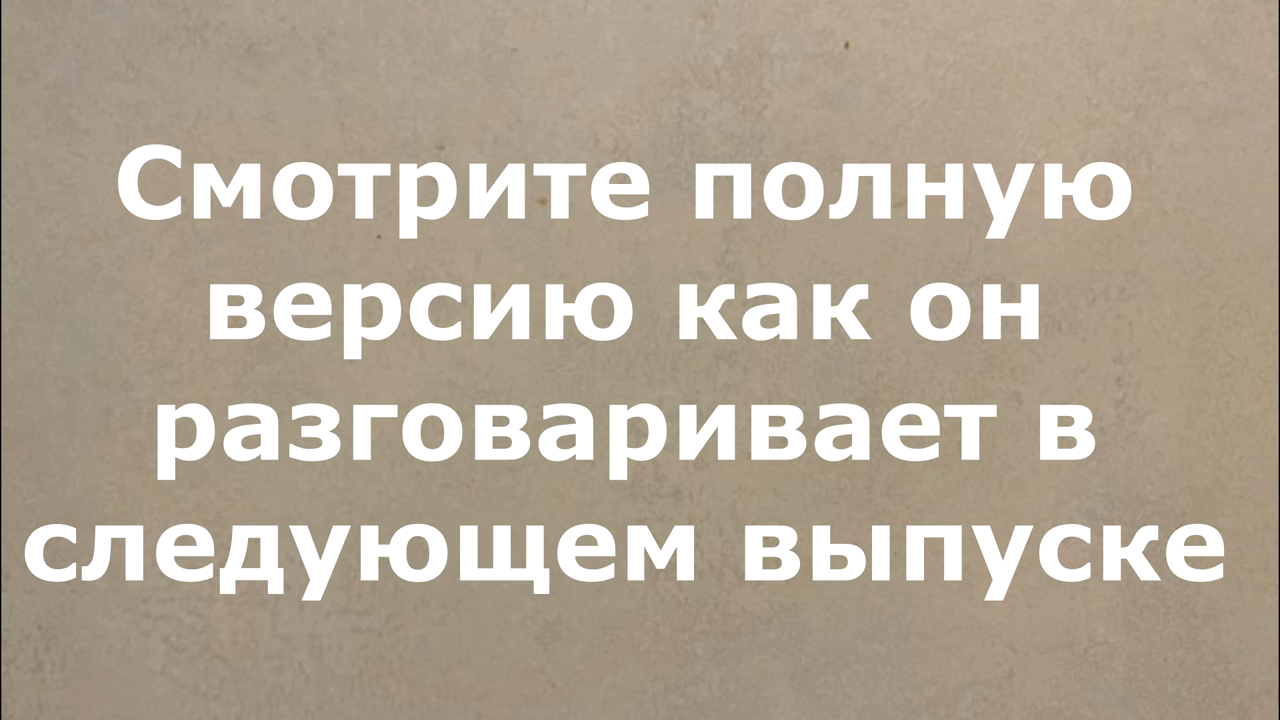 Смотрите полную
версию как он
разговаривает в
следующем выпуске